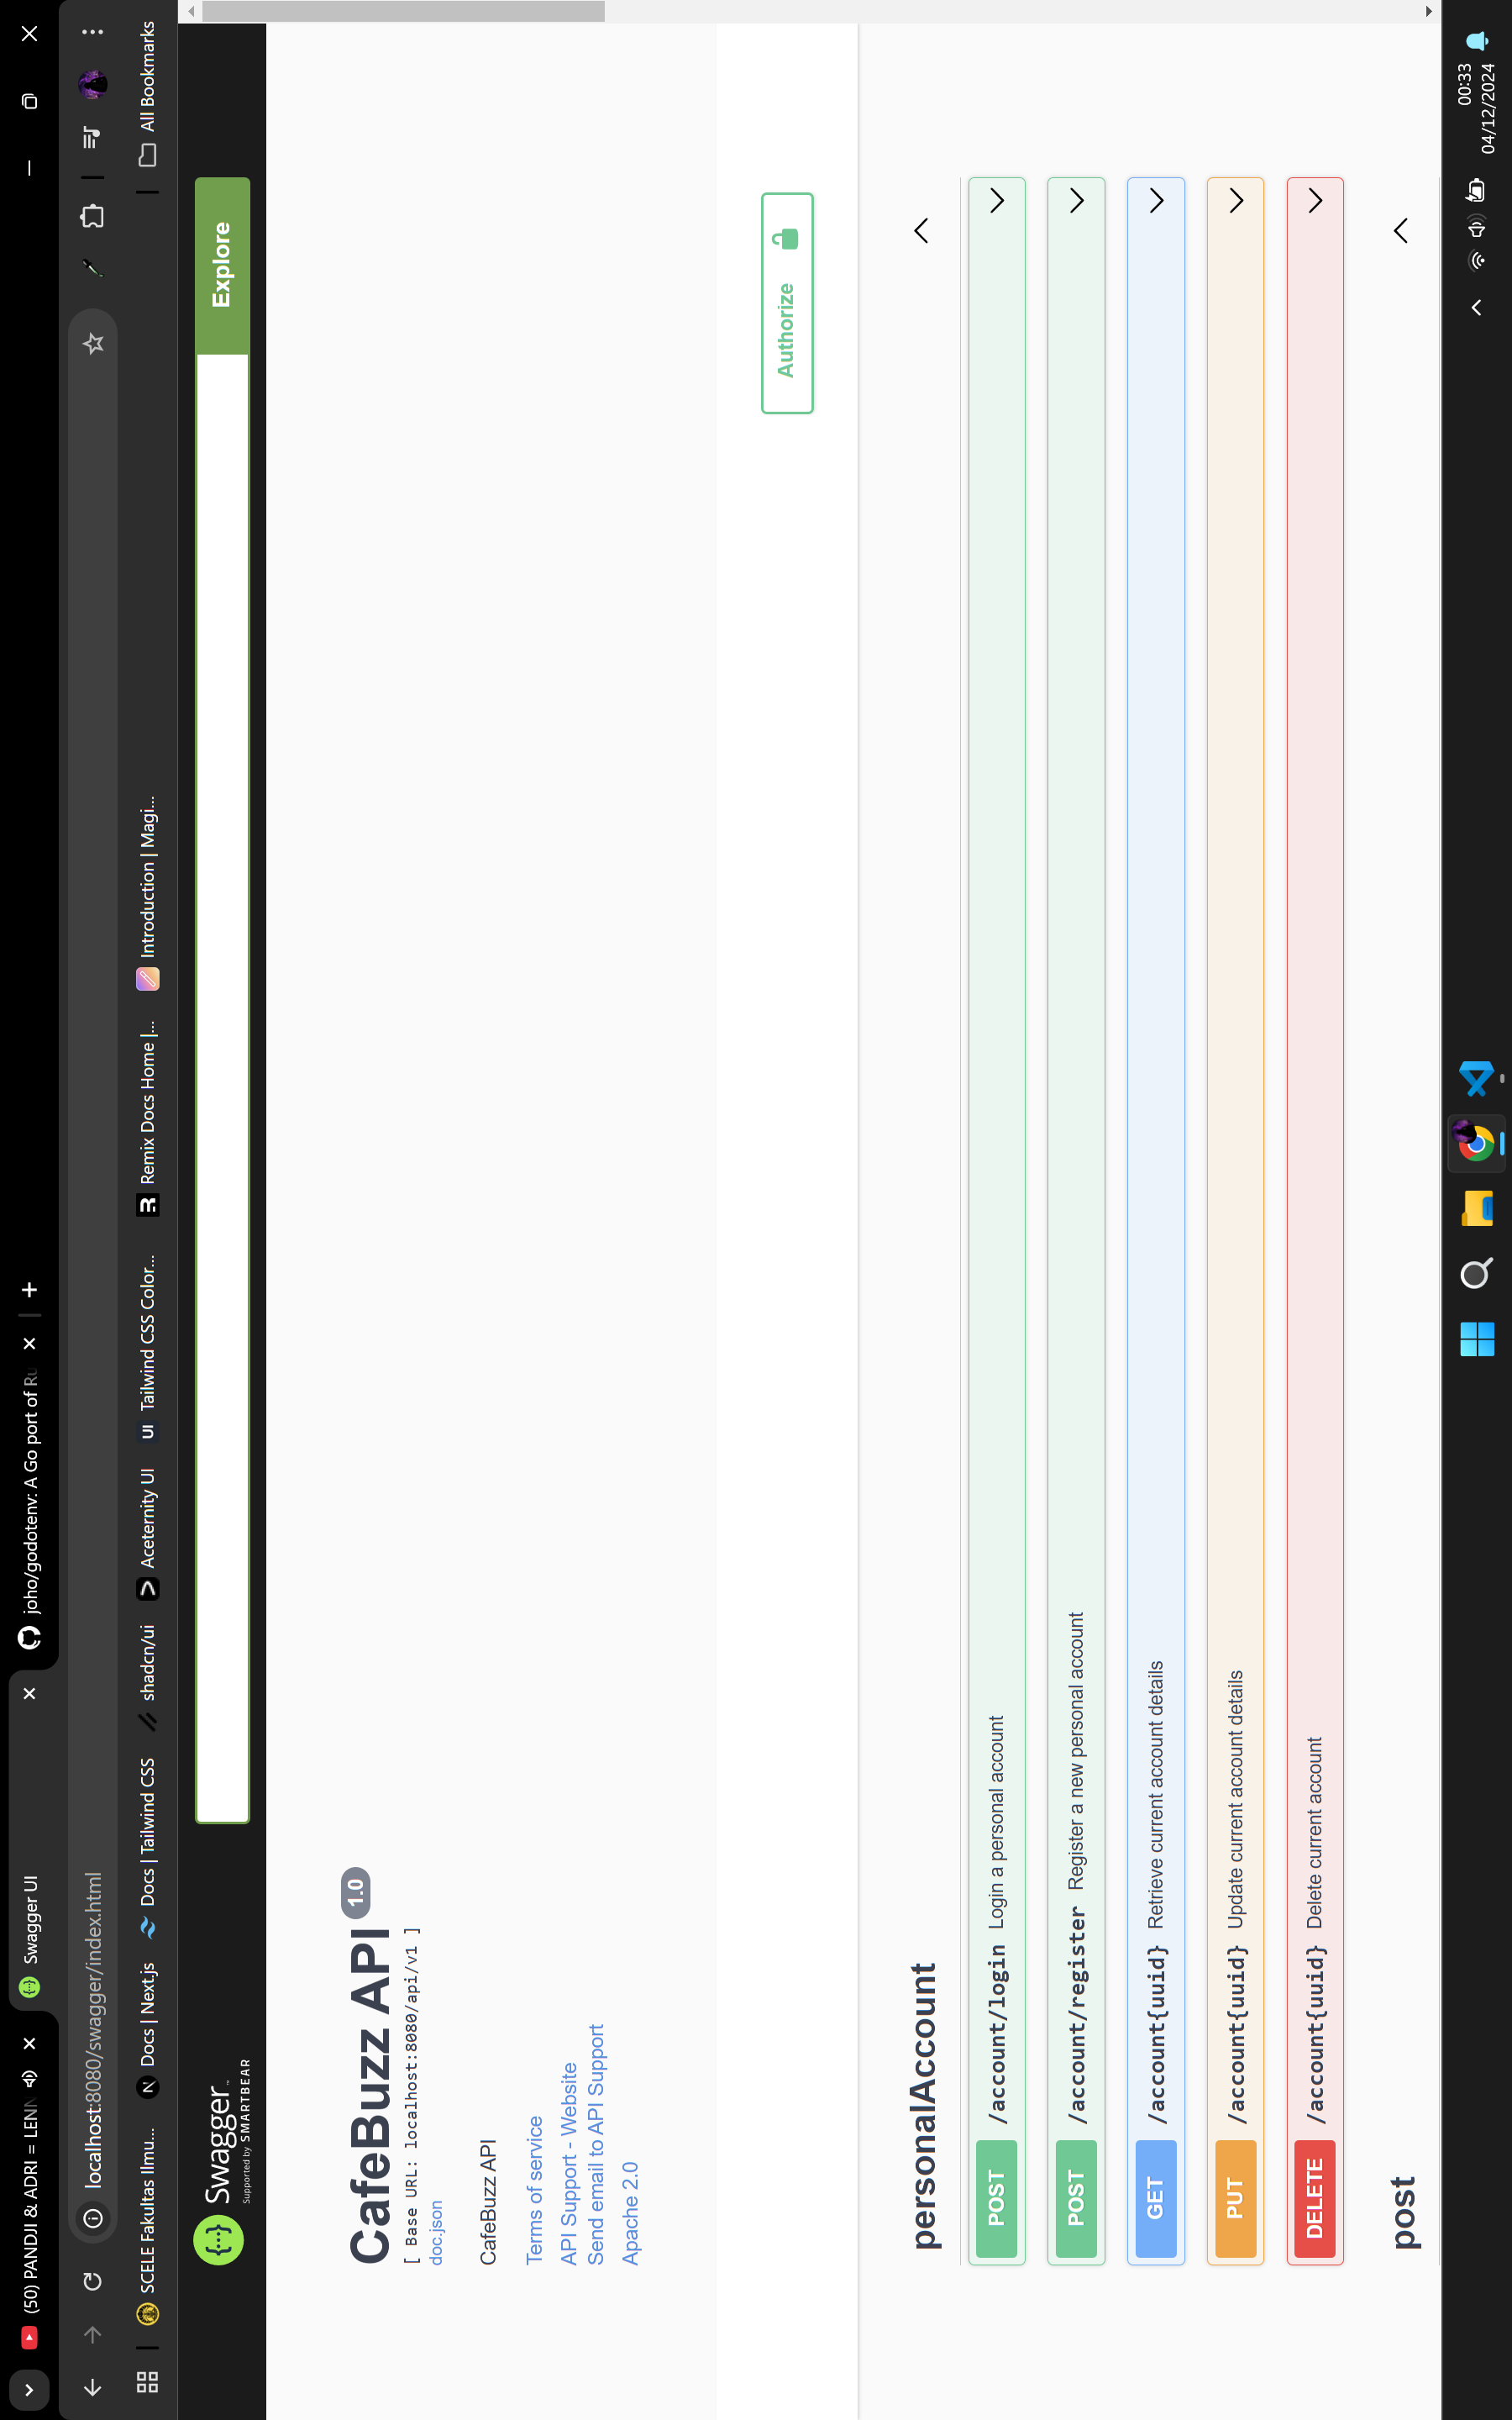 (50) PANDJI & ADRI = LENN
Swagger UI
joho/godotenv: A Go port of Ru
localhost:8080/swagger/index.html
SCELE Fakultas Ilmu...
Docs | Next.js
Docs | Tailwind CSS
shadcn/ui
Aceternity UI
UI Tailwind CSS Color...
R Remix Docs Home |...
Introduction | Magi...
All Bookmarks
{...} Swagger™
Supported by SMARTBEAR
Explore
CafeBuzz API 1.0
[ Base URL: localhost:8080/api/v1 ]
doc.json
CafeBuzz API
Terms of service
API Support - Website
Send email to API Support
Apache 2.0
Authorize
personalAccount
POST /account/login Login a personal account
POST /account/register Register a new personal account
GET /account{uuid} Retrieve current account details
PUT /account{uuid} Update current account details
DELETE /account{uuid} Delete current account
post
00:33
04/12/2024